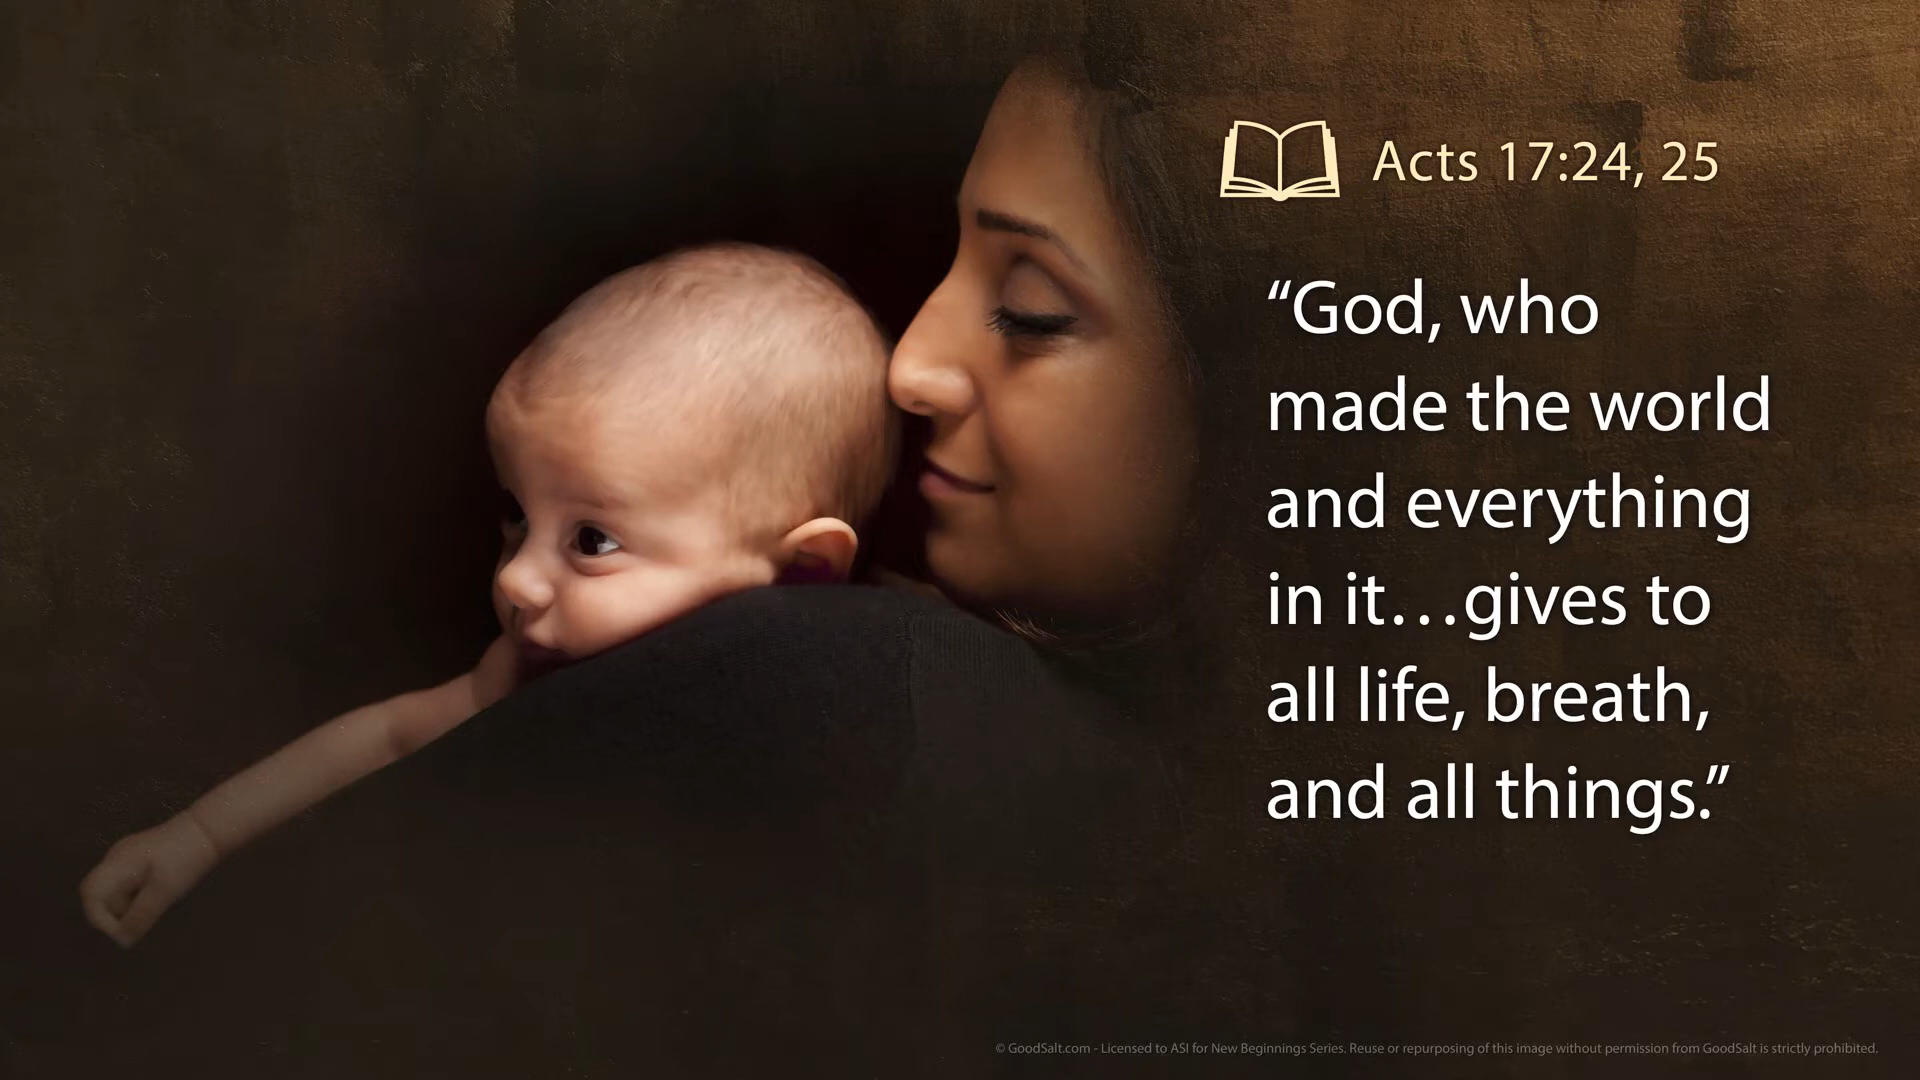 Acts 17:24, 25
“God, who
made the world
and everything
in it…gives to
all life, breath,
and all things.”
© GoodSalt.com - Licensed to ASI for New Beginnings Series. Reuse or repurposing of this image without permission from GoodSalt is strictly prohibited.